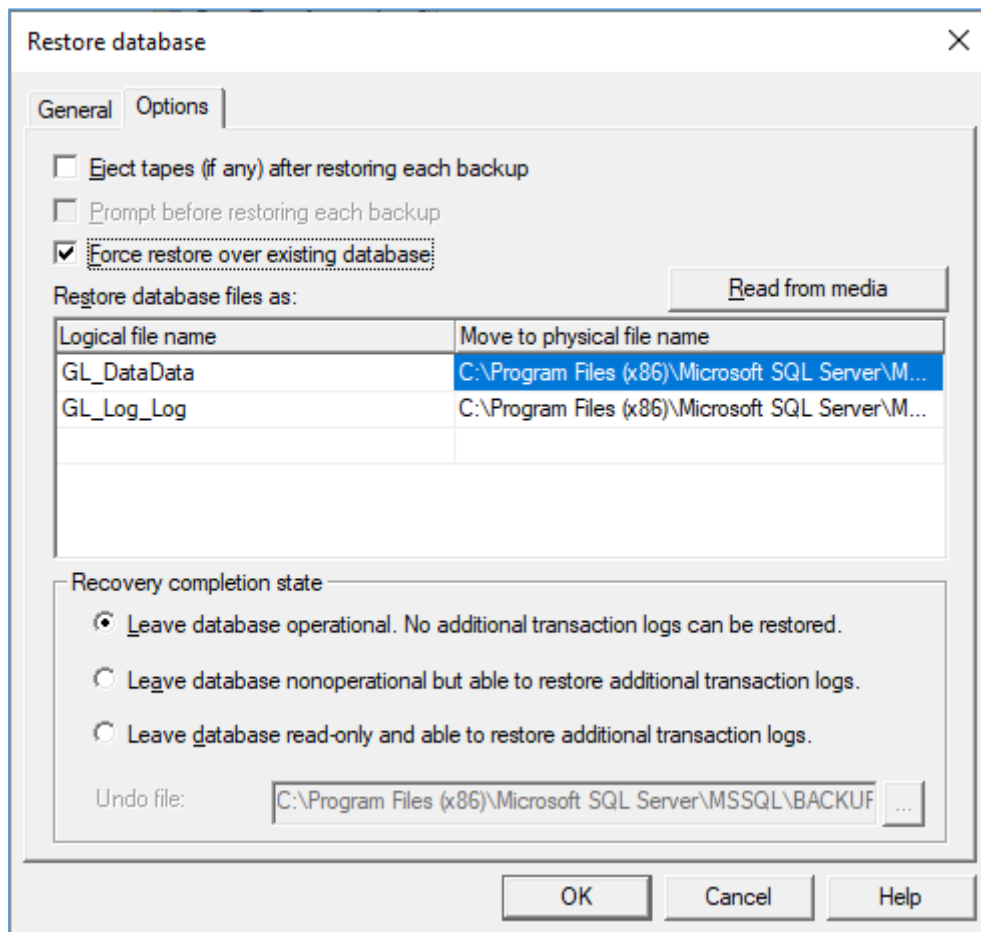 Restore database
General
Options
Eject tapes (if any) after restoring each backup
Prompt before restoring each backup
Force restore over existing database
Restore database files as:
Read from media
Logical file name Move to physical file name
GL_DataData C:\Program Files (x86)\Microsoft SQL Server\M...
GL_Log_Log C:\Program Files (x86)\Microsoft SQL Server\M...
Recovery completion state
Leave database operational. No additional transaction logs can be restored.
Leave database nonoperational but able to restore additional transaction logs.
Leave database read-only and able to restore additional transaction logs.
Undo file: C:\Program Files (x86)\Microsoft SQL Server\MSSQL\BACKUP ...
OK Cancel Help